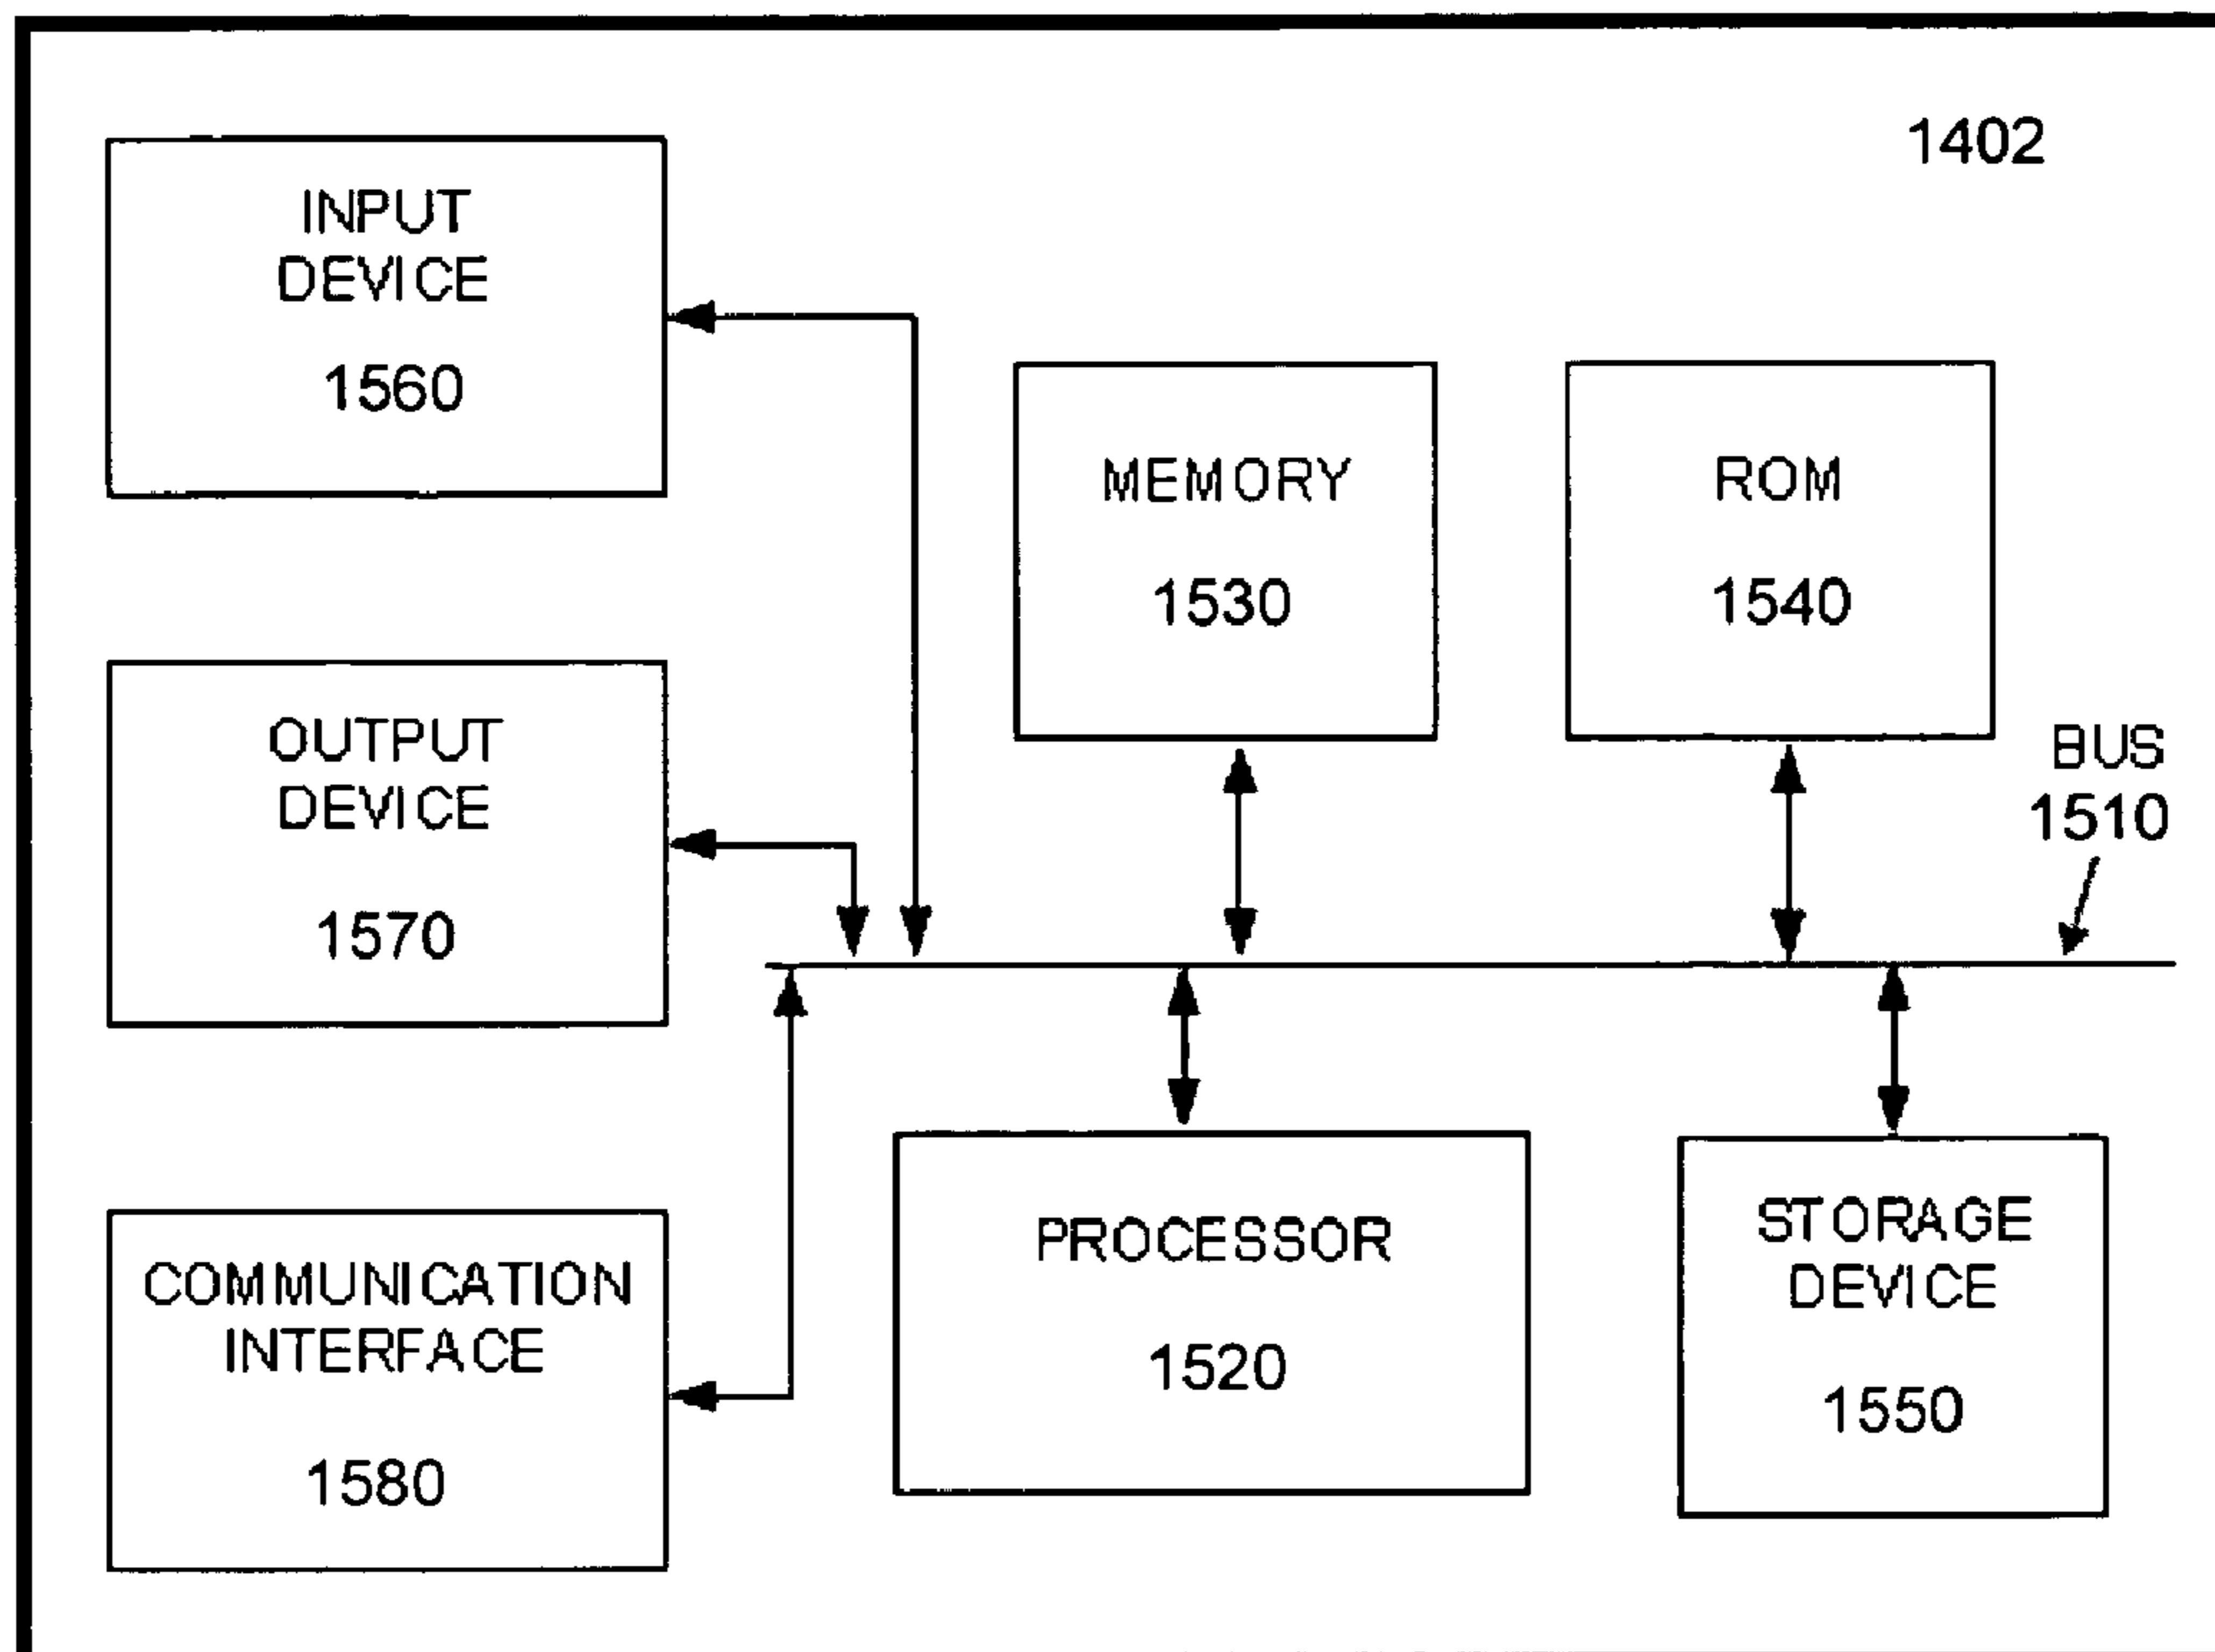 1402
INPUT
DEVICE
1560
MEMORY
1530
ROM
1540
OUTPUT
DEVICE
1570
BUS
1510
COMMUNICATION
INTERFACE
1580
PROCESSOR
1520
STORAGE
DEVICE
1550